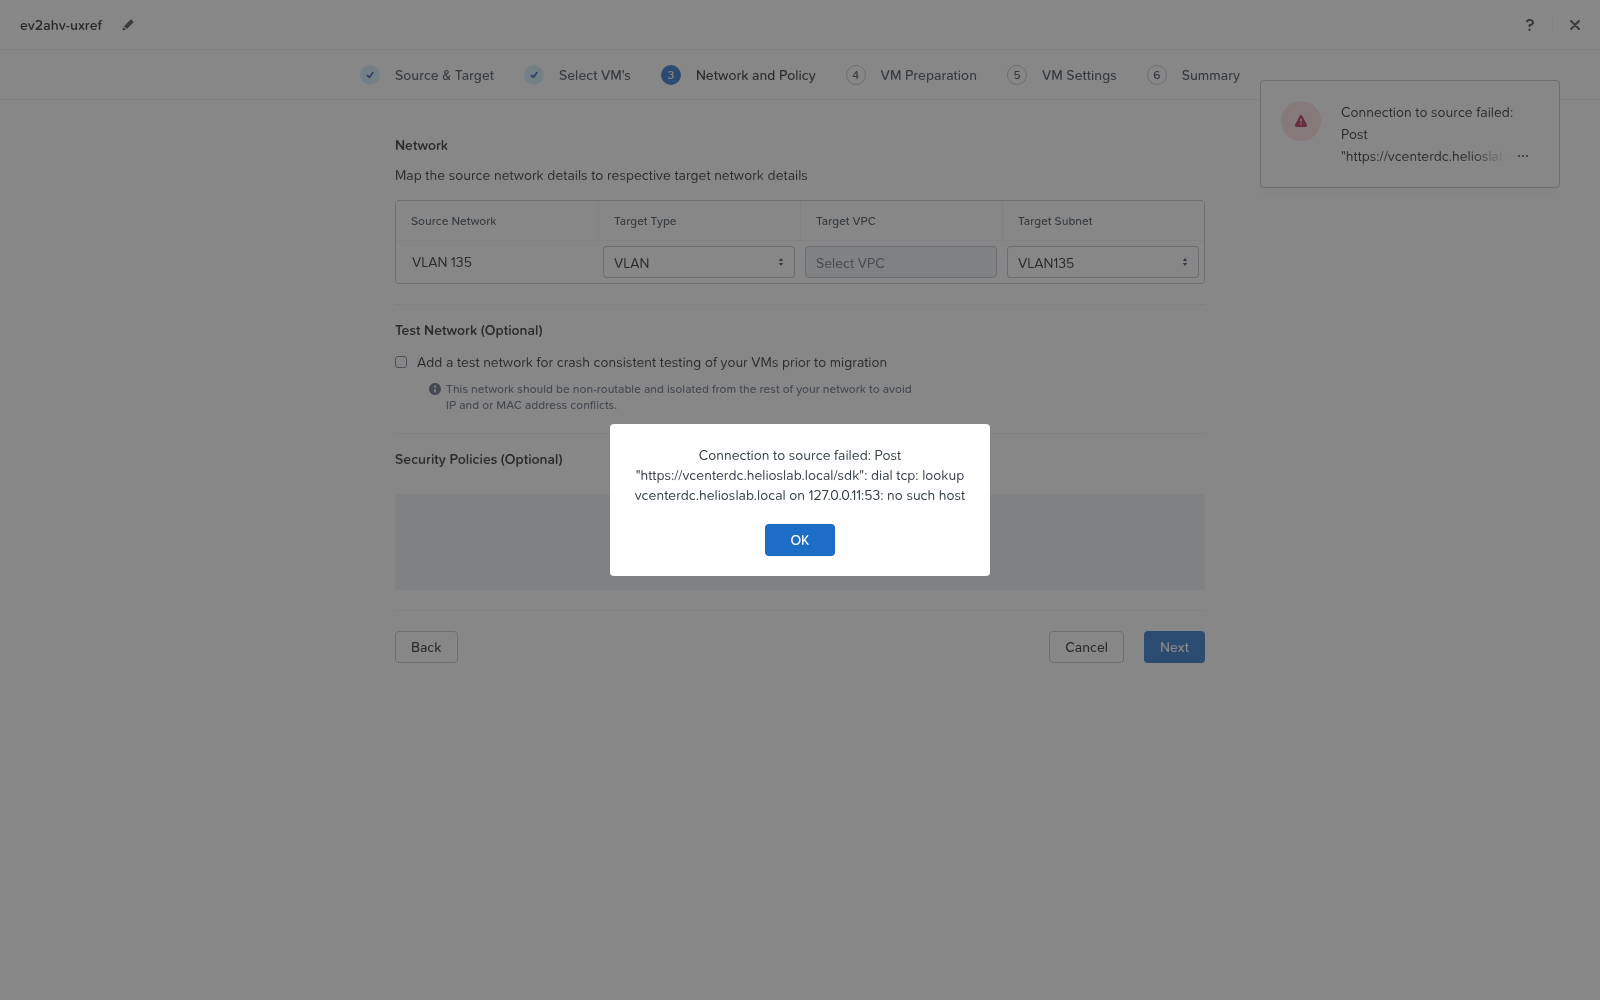 ev2ahv-uxref
?
Source & Target
Select VM's
3 Network and Policy
4 VM Preparation
5 VM Settings
6 Summary
Connection to source failed:
Post
"https://vcenterdc.helioslab ...
Network
Map the source network details to respective target network details
Source Network Target Type Target VPC Target Subnet
VLAN 135 VLAN Select VPC VLAN135
Test Network (Optional)
Add a test network for crash consistent testing of your VMs prior to migration
This network should be non-routable and isolated from the rest of your network to avoid
IP and or MAC address conflicts.
Security Policies (Optional)
Connection to source failed: Post
"https://vcenterdc.helioslab.local/sdk": dial tcp: lookup
vcenterdc.helioslab.local on 127.0.0.11:53: no such host
OK
Back Cancel Next